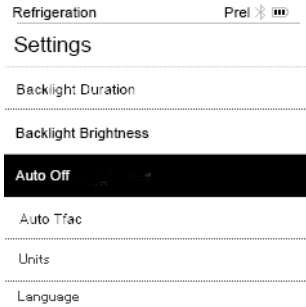 Refrigeration Prel
Settings
Backlight Duration
Backlight Brightness
Auto Off
Auto Tfac
Units
Language